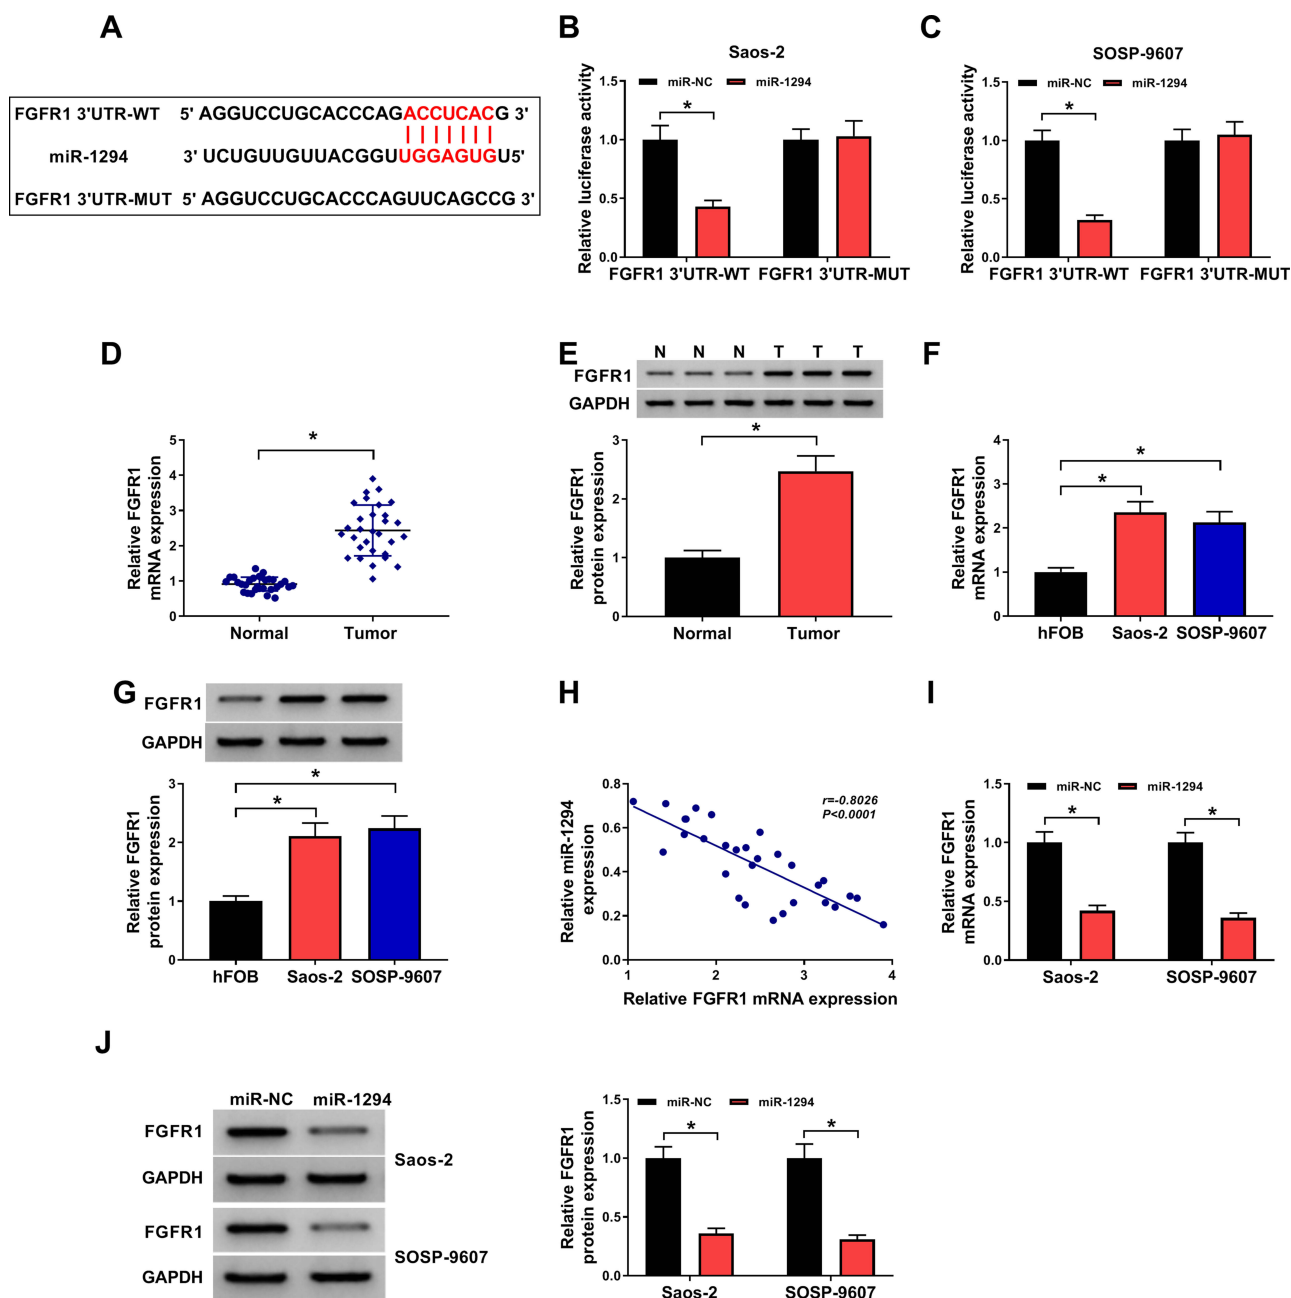 A
FGFR1 3'UTR-WT 5' AGGUCCUGCACCCAGACCUCACG 3'
miR-1294 3' UCUGUUGUUACGGUUGGAGUGU5'
FGFR1 3'UTR-MUT 5' AGGUCCUGCACCCAGUUCAGCCG 3'
B
Saos-2
miR-NC miR-1294
Relative luciferase activity
1.5
1.0
0.5
0.0
*
FGFR1 3'UTR-WT FGFR1 3'UTR-MUT
C
SOSP-9607
miR-NC miR-1294
Relative luciferase activity
1.5
1.0
0.5
0.0
*
FGFR1 3'UTR-WT FGFR1 3'UTR-MUT
D
Relative FGFR1
mRNA expression
5
4
3
2
1
0
*
Normal Tumor
E
N N N T T T
FGFR1
GAPDH
Relative FGFR1
protein expression
3
2
1
0
*
Normal Tumor
F
Relative FGFR1
mRNA expression
4
3
2
1
0
*
*
hFOB Saos-2 SOSP-9607
G
FGFR1
GAPDH
Relative FGFR1
protein expression
3
2
1
0
*
*
hFOB Saos-2 SOSP-9607
H
Relative miR-1294
expression
0.8
0.6
0.4
0.2
0.0
r=-0.8026
P<0.0001
1 2 3 4
Relative FGFR1 mRNA expression
I
miR-NC miR-1294
Relative FGFR1
mRNA expression
1.5
1.0
0.5
0.0
* *
Saos-2 SOSP-9607
J
miR-NC miR-1294
FGFR1
GAPDH
Saos-2
FGFR1
GAPDH
SOSP-9607
miR-NC miR-1294
Relative FGFR1
protein expression
1.5
1.0
0.5
0.0
* *
Saos-2 SOSP-9607